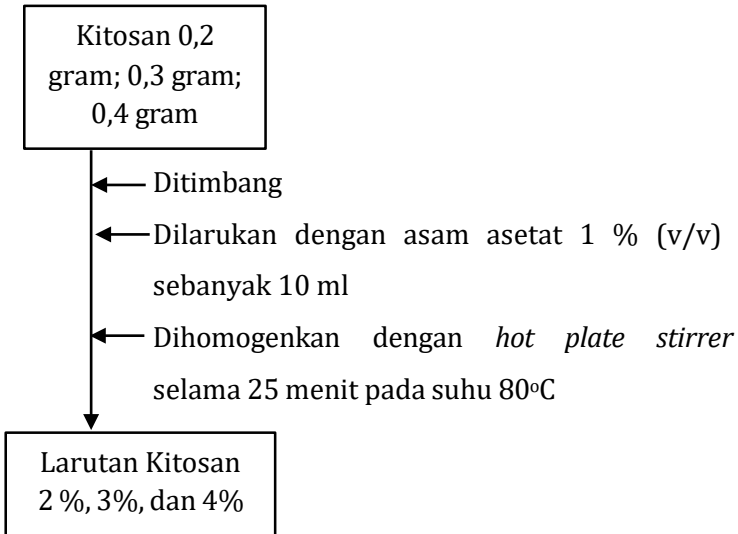 Kitosan 0,2
gram; 0,3 gram;
0,4 gram
Ditimbang
Dilarukan dengan asam asetat 1 % (v/v)
sebanyak 10 ml
Dihomogenkan dengan hot plate stirrer
selama 25 menit pada suhu 80ºC
Larutan Kitosan
2 %, 3%, dan 4%